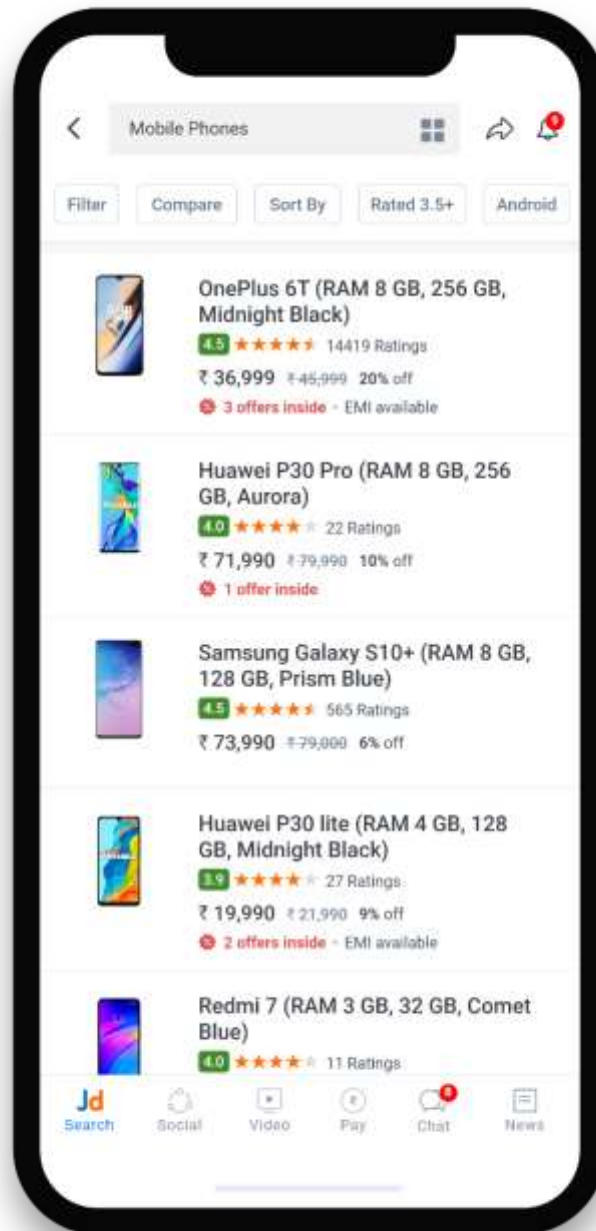 Mobile Phones
9
Filter
Compare
Sort By
Rated 3.5+
Android
OnePlus 6T (RAM 8 GB, 256 GB,
Midnight Black)
4.5 14419 Ratings
₹ 36,999 ₹ 45,999 20% off
3 offers inside • EMI available
Huawei P30 Pro (RAM 8 GB, 256
GB, Aurora)
4.0 22 Ratings
₹ 71,990 ₹ 79,990 10% off
1 offer inside
Samsung Galaxy S10+ (RAM 8 GB,
128 GB, Prism Blue)
4.5 565 Ratings
₹ 73,990 ₹ 79,000 6% off
Huawei P30 lite (RAM 4 GB, 128
GB, Midnight Black)
3.9 27 Ratings
₹ 19,990 ₹ 21,990 9% off
2 offers inside • EMI available
Redmi 7 (RAM 3 GB, 32 GB, Comet
Blue)
4.0 11 Ratings
Jd
Search
Social
Video
₹
Pay
Chat
News